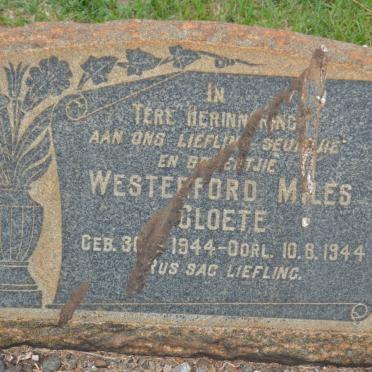 IN
TERE HERINNERING
AAN ONS LIEFLING SEUNTJIE
EN BROERTJIE
WESTERFORD MILES
CLOETE
GEB. 1944 - OORL. 10.8.1944
RUS SAG LIEFLING.